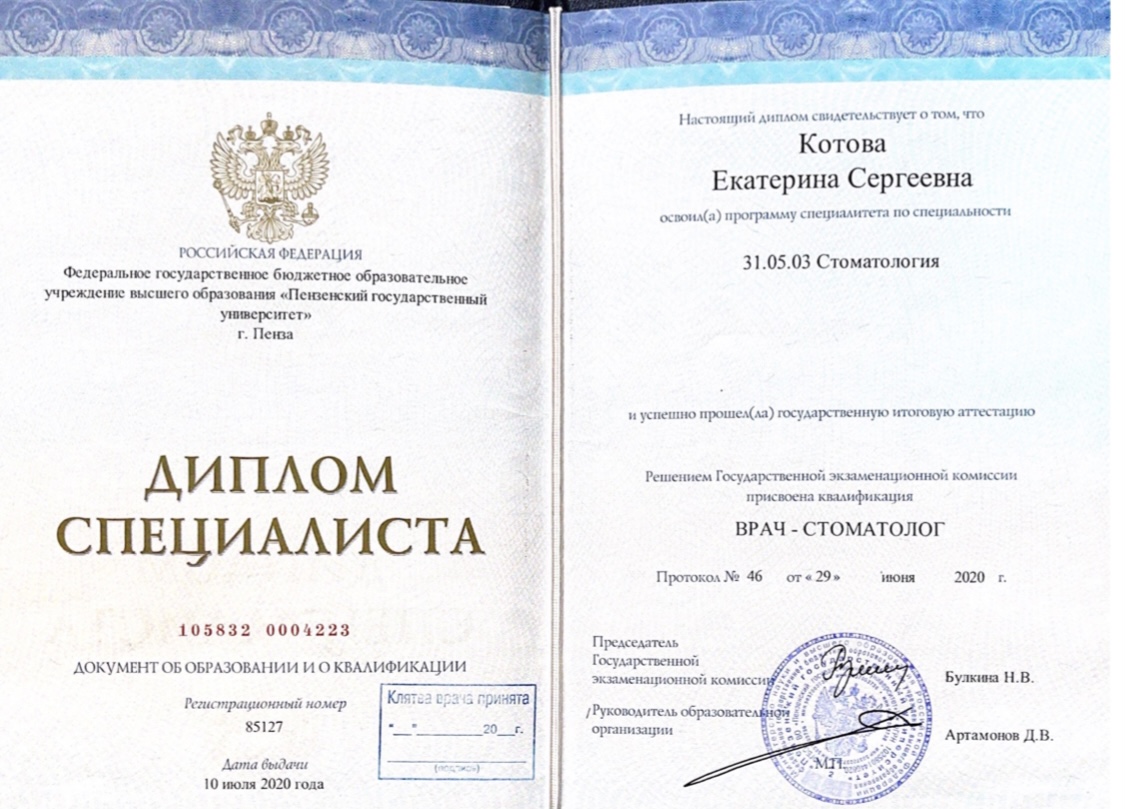 РОССИЙСКАЯ ФЕДЕРАЦИЯ
Федеральное государственное бюджетное образовательное
учреждение высшего образования «Пензенский государственный
университет»
г. Пенза
ДИПЛОМ
СПЕЦИАЛИСТА
105832 0004223
ДОКУМЕНТ ОБ ОБРАЗОВАНИИ И О КВАЛИФИКАЦИИ
Регистрационный номер
85127
Дата выдачи
10 июля 2020 года
Клятва врача принята
"__"_________20__г.
(подпись)
Настоящий диплом свидетельствует о том, что
Котова
Екатерина Сергеевна
освоил(а) программу специалитета по специальности
31.05.03 Стоматология
и успешно прошел(ла) государственную итоговую аттестацию
Решением Государственной экзаменационной комиссии
присвоена квалификация
ВРАЧ - СТОМАТОЛОГ
Протокол № 46 от « 29 » июня 2020 г.
Председатель
Государственной
экзаменационной комиссии
Булкина Н.В.
/Руководитель образовательной
организации
Артамонов Д.В.
М.П.